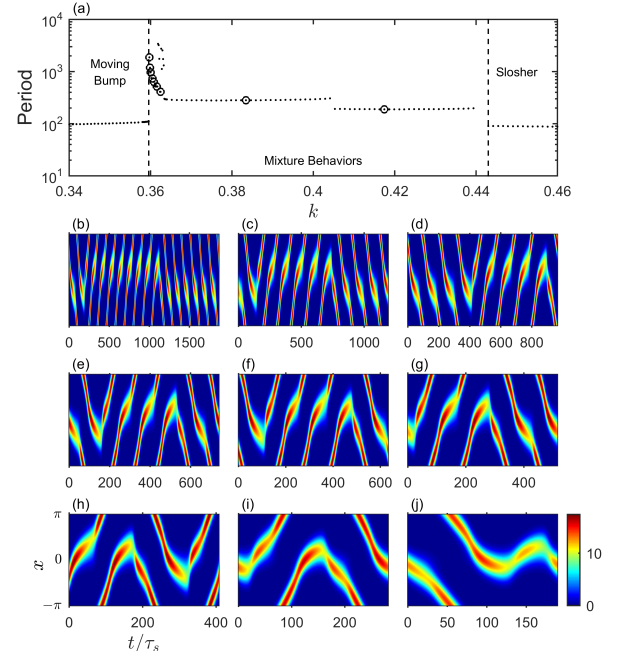 (a)
10^4
10^3
10^2
10^1
Period
Moving
Bump
Slosher
Mixture Behaviors
0.34 0.36 0.38 0.4 0.42 0.44 0.46
k
(b) (c) (d)
0 500 1000 1500 0 500 1000 0 200 400 600 800
(e) (f) (g)
0 200 400 600 0 200 400 600 0 200 400
(h) (i) (j)
π
x 0
−π
10
0
0 200 400 0 100 200 0 50 100 150
t/τ_s